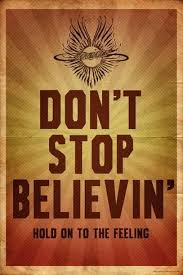 DON'T
STOP
BELIEVIN'
HOLD ON TO THE FEELING